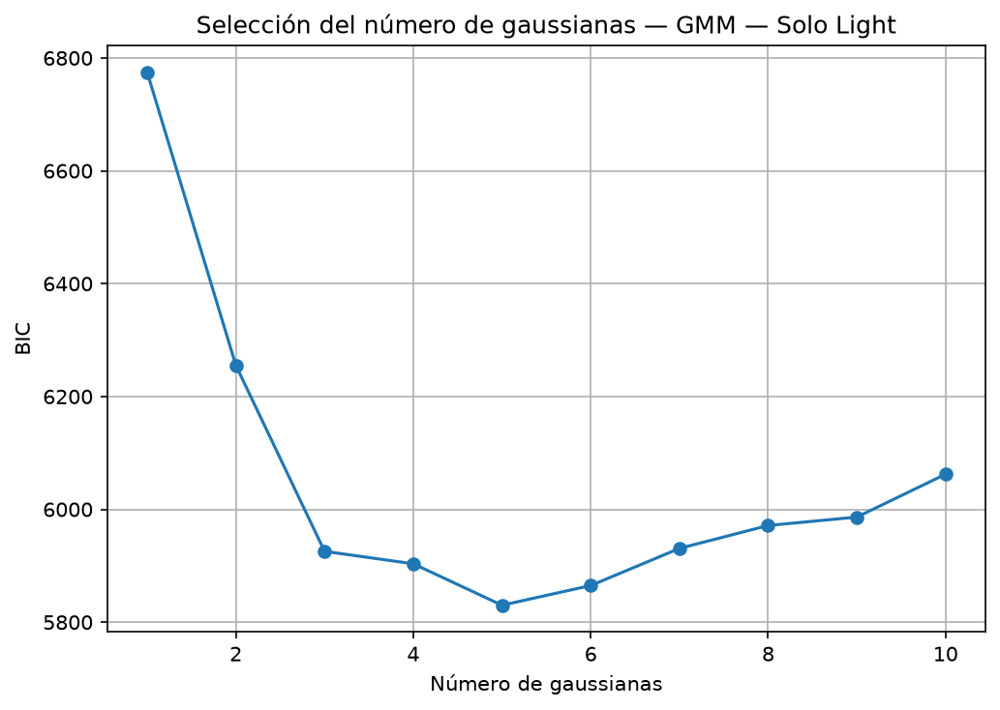 Selección del número de gaussianas — GMM — Solo Light
6800
6600
6400
6200
6000
5800
BIC
2 4 6 8 10
Número de gaussianas